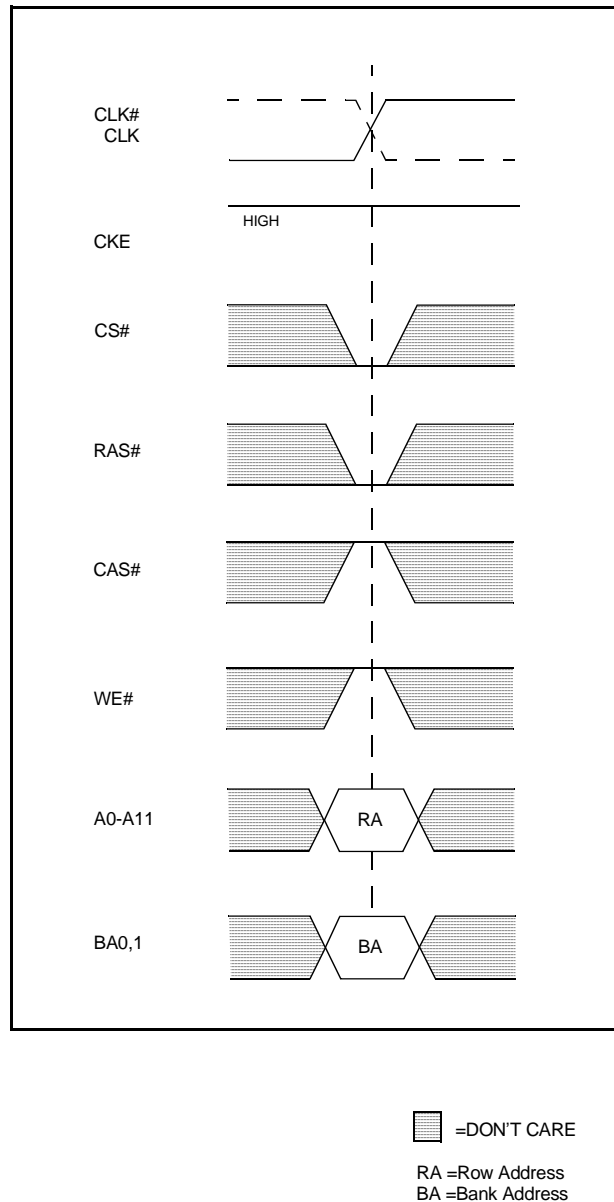 CLK#
CLK
HIGH
CKE
CS#
RAS#
CAS#
WE#
A0-A11
RA
BA0,1
BA
=DON'T CARE
RA =Row Address
BA =Bank Address